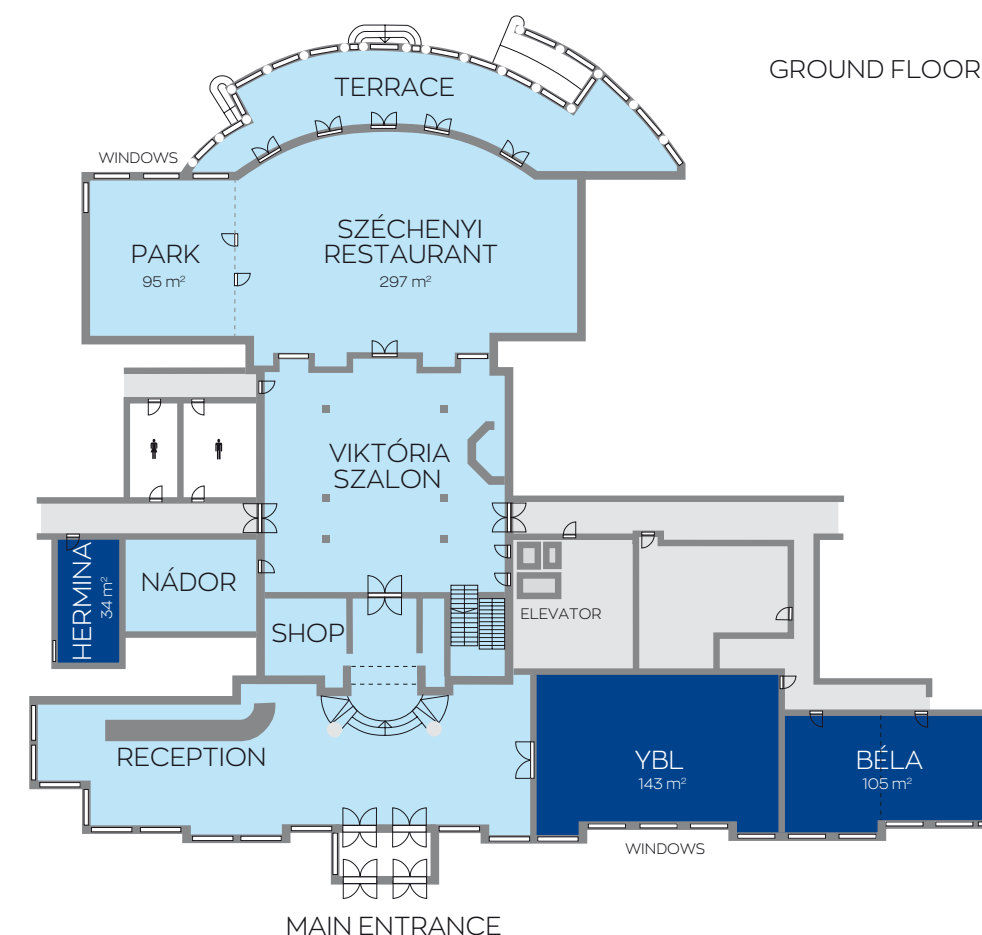 GROUND FLOOR
TERRACE
WINDOWS
PARK
95 m²
SZÉCHENYI
RESTAURANT
297 m²
VIKTÓRIA
SZALON
HERMINA
34 m²
NÁDOR
SHOP
ELEVATOR
RECEPTION
YBL
143 m²
BÉLA
105 m²
WINDOWS
MAIN ENTRANCE